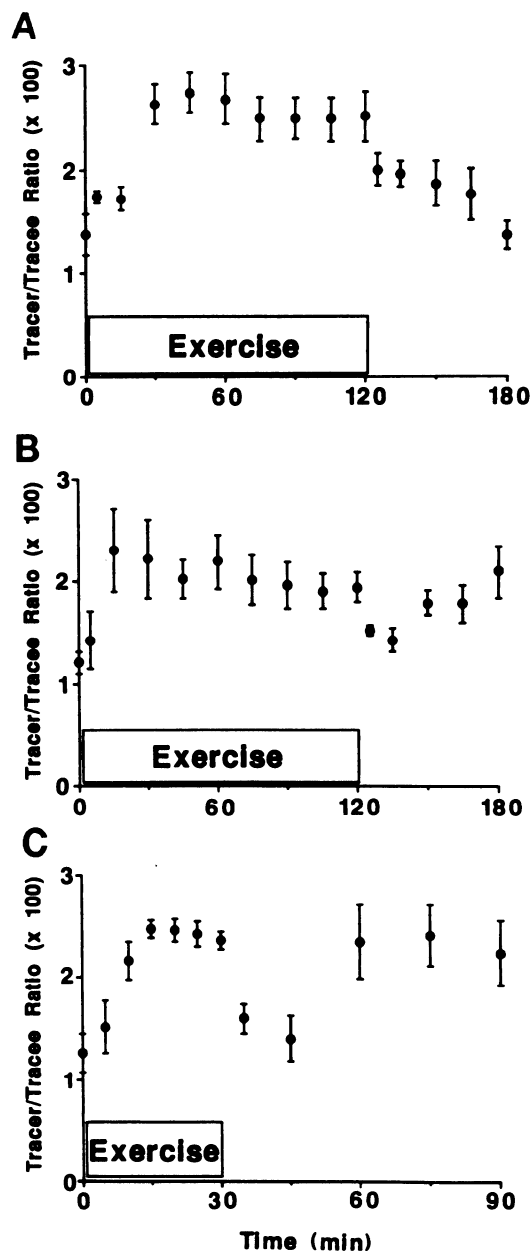 A
Tracer/Tracee Ratio (x 100)
3
2
1
0
Exercise
0 60 120 180
B
Tracer/Tracee Ratio (x 100)
3
2
1
0
Exercise
0 60 120 180
C
Tracer/Tracee Ratio (x 100)
3
2
1
0
Exercise
0 30 60 90
Time (min)